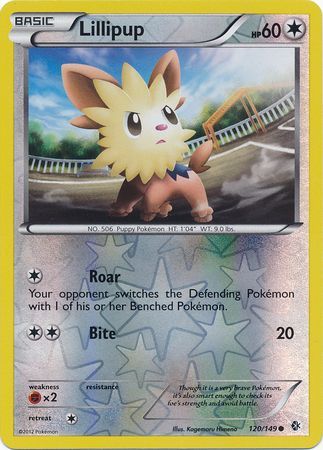 BASIC
Lillipup
HP60
NO. 506 Puppy Pokémon HT: 1'04" WT: 9.0 lbs.
Roar
Your opponent switches the Defending Pokémon
with 1 of his or her Benched Pokémon.
Bite 20
weakness
×2
resistance
retreat
Though it is a very brave Pokémon,
it's also smart enough to check its
foe's strength and avoid battle.
©2012 Pokémon
Illus. Kagemaru Himeno
120/149